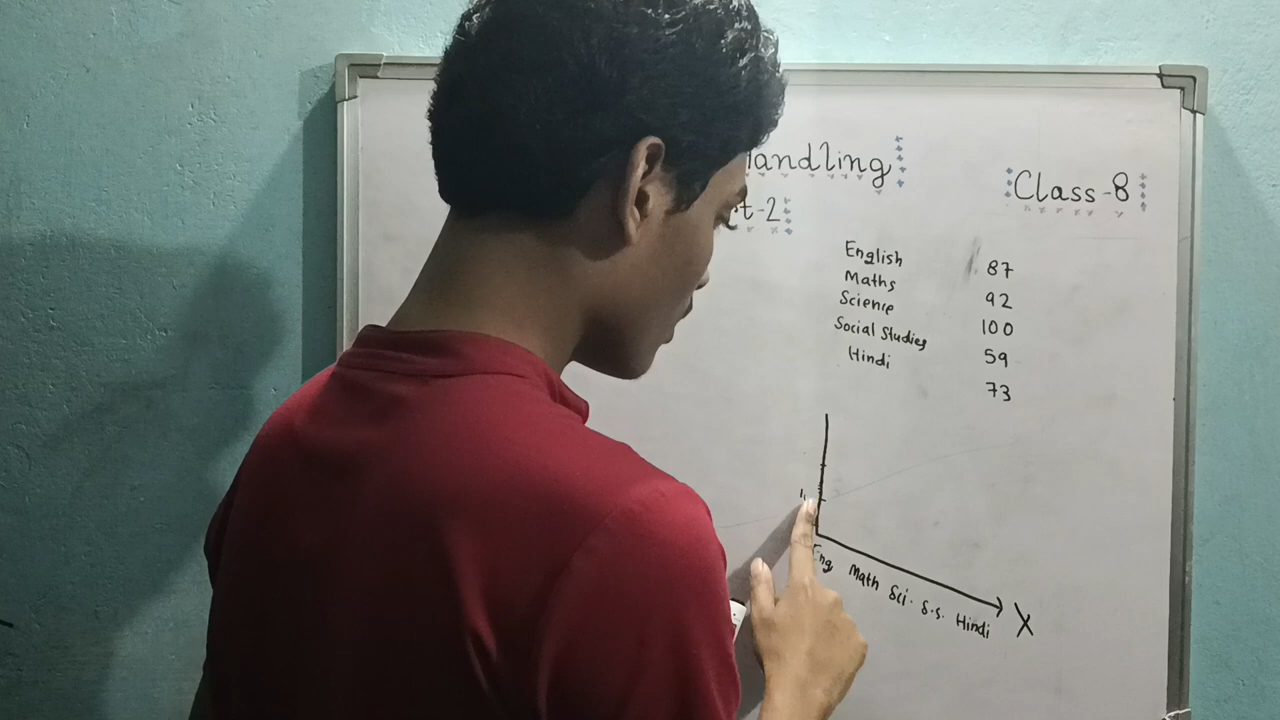 andling
Class-8
t-2
English 87
Maths 92
Science 100
Social Studies 59
Hindi 73
Eng Math Sci. S.S. Hindi X